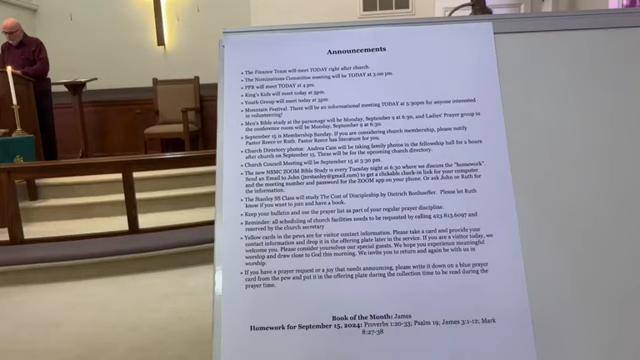 Announcements
• The Finance Team will meet TODAY right after church
• The Nominations Committee meeting will be TODAY at 3:00 pm.
• PPR will meet TODAY at 4 pm.
• King's Kids will meet today at 5pm.
• Youth Group will meet today at 5pm
• Mountain Festival: There will be an informational meeting TODAY at 5:30pm for anyone interested
in volunteering!
• Men's Bible study at the parsonage will be Monday, September 9 at 6:30, and Ladies' Prayer group in
the conference room will be Monday, September 9 at 6:30.
• September 15 is Membership Sunday. If you are considering church membership, please notify
Pastor Reece or Ruth. Pastor Reece has literature for you.
• Church Directory photos: Andrea Cass will be taking family photos in the fellowship hall for 2 hours
after church on September 15. These will be for the upcoming church directory.
• Church Council Meeting will be September 15 at 3:30 pm.
• The new NSMC ZOOM Bible Study is every Tuesday night at 6:30 where we discuss the "homework".
Send an Email to John (jtrstanley@gmail.com) to get a clickable check-in link for your computer
and the meeting number and password for the ZOOM app on your phone. Or ask John or Ruth for
the information.
• The Stanley SS Class will study The Cost of Discipleship by Dietrich Bonhoeffer. Please let Ruth
know if you want to join and have a book.
• Keep your bulletin and use the prayer list as part of your regular prayer discipline.
• Reminder: all scheduling of church facilities needs to be requested by calling 423.813.6097 and
reserved by the church secretary
• Yellow cards in the pews are for visitor contact information. Please take a card and provide your
contact information and drop it in the offering plate later in the service. If you are a visitor today, we
welcome you. Please consider yourselves our special guests. We hope you experience meaningful
worship and draw close to God this morning. We invite you to return and again be with us in
worship.
• If you have a prayer request or a joy that needs announcing, please write it down on a blue prayer
card from the pew and put it in the offering plate during the collection time to be read during the
prayer time.
Book of the Month: James
Homework for September 15, 2024: Proverbs 1:20-33; Psalm 19; James 3:1-12; Mark
8:27-38